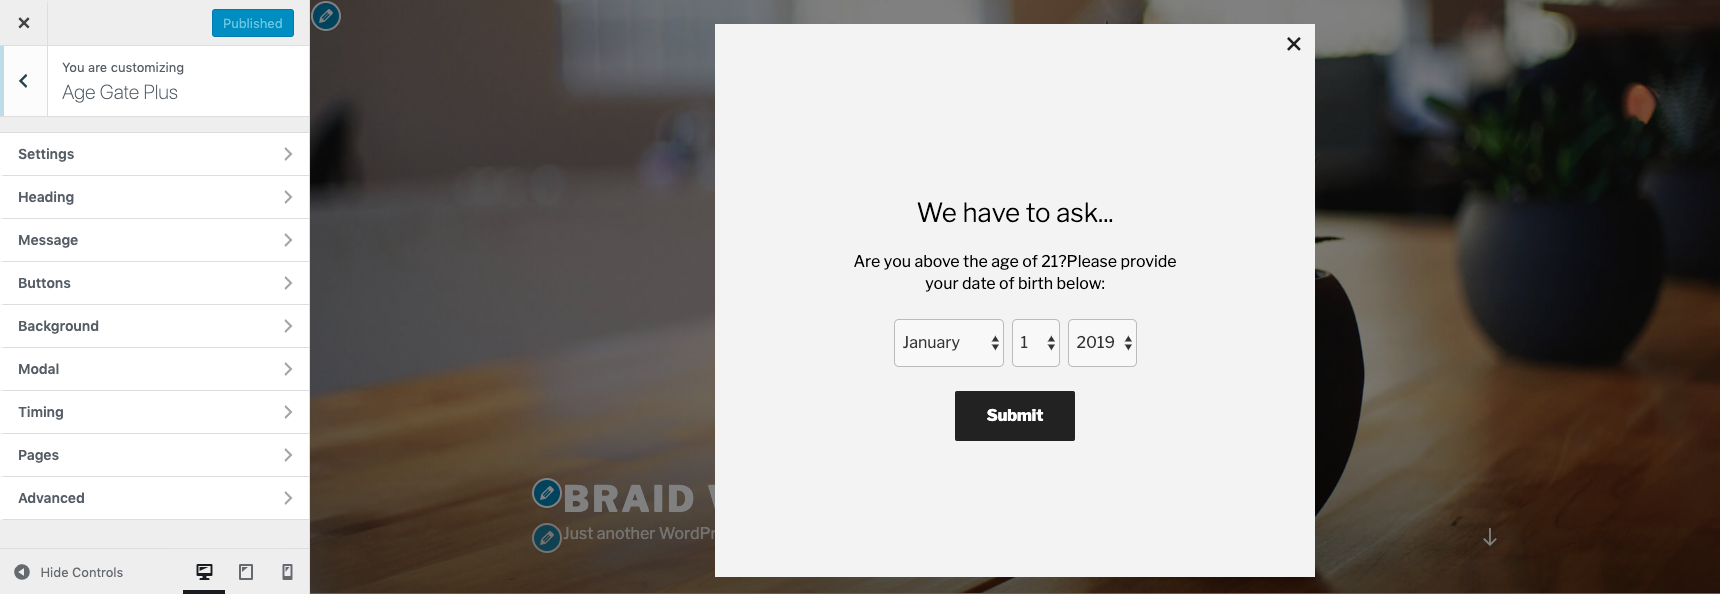 Published
You are customizing
Age Gate Plus
Settings
Heading
Message
Buttons
Background
Modal
Timing
Pages
Advanced
Hide Controls
We have to ask...
Are you above the age of 21?Please provide
your date of birth below:
January 1 2019
Submit
BRAID
Just another